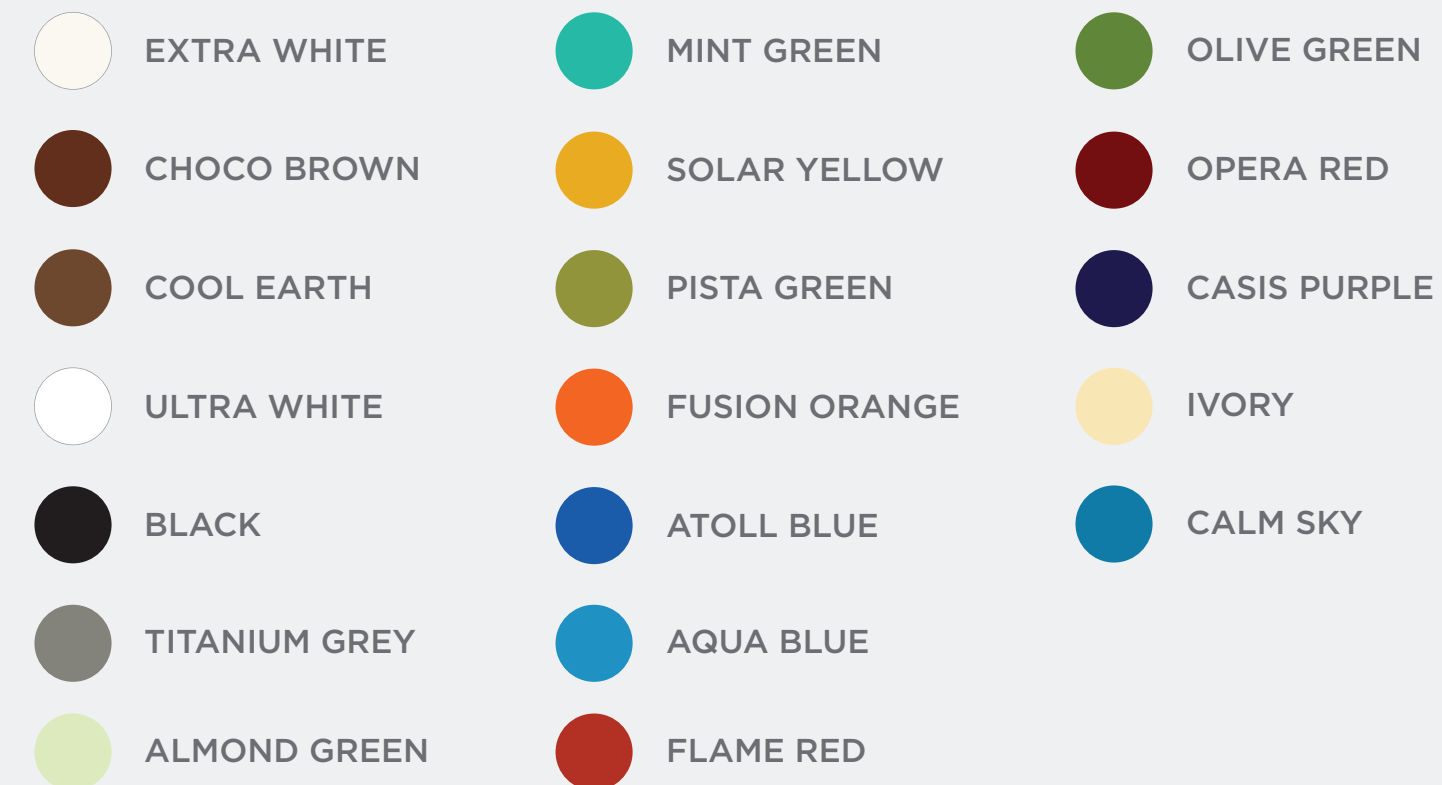 EXTRA WHITE
CHOCO BROWN
COOL EARTH
ULTRA WHITE
BLACK
TITANIUM GREY
ALMOND GREEN
MINT GREEN
SOLAR YELLOW
PISTA GREEN
FUSION ORANGE
ATOLL BLUE
AQUA BLUE
FLAME RED
OLIVE GREEN
OPERA RED
CASIS PURPLE
IVORY
CALM SKY